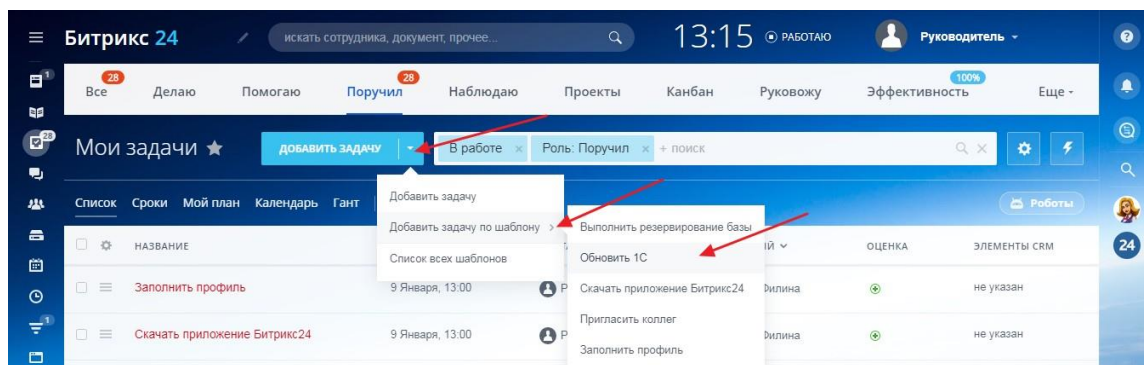 Битрикс 24 искать сотрудника, документ, прочее... 13:15 РАБОТАЮ Руководитель
28 28 100%
Все Делаю Помогаю Поручил Наблюдаю Проекты Канбан Руковожу Эффективность Еще
1
28
Мои задачи ДОБАВИТЬ ЗАДАЧУ В работе × Роль: Поручил × + поиск
Список Сроки Мой план Календарь Гант Роботы
Добавить задачу
Добавить задачу по шаблону
Список всех шаблонов
Выполнить резервирование базы
Обновить 1С
Скачать приложение Битрикс24
Пригласить коллег
Заполнить профиль
НАЗВАНИЕ ОЦЕНКА ЭЛЕМЕНТЫ CRM
24
Заполнить профиль 9 Января, 13:00 Филина не указан
1
Скачать приложение Битрикс24 9 Января, 13:00 Филина не указан